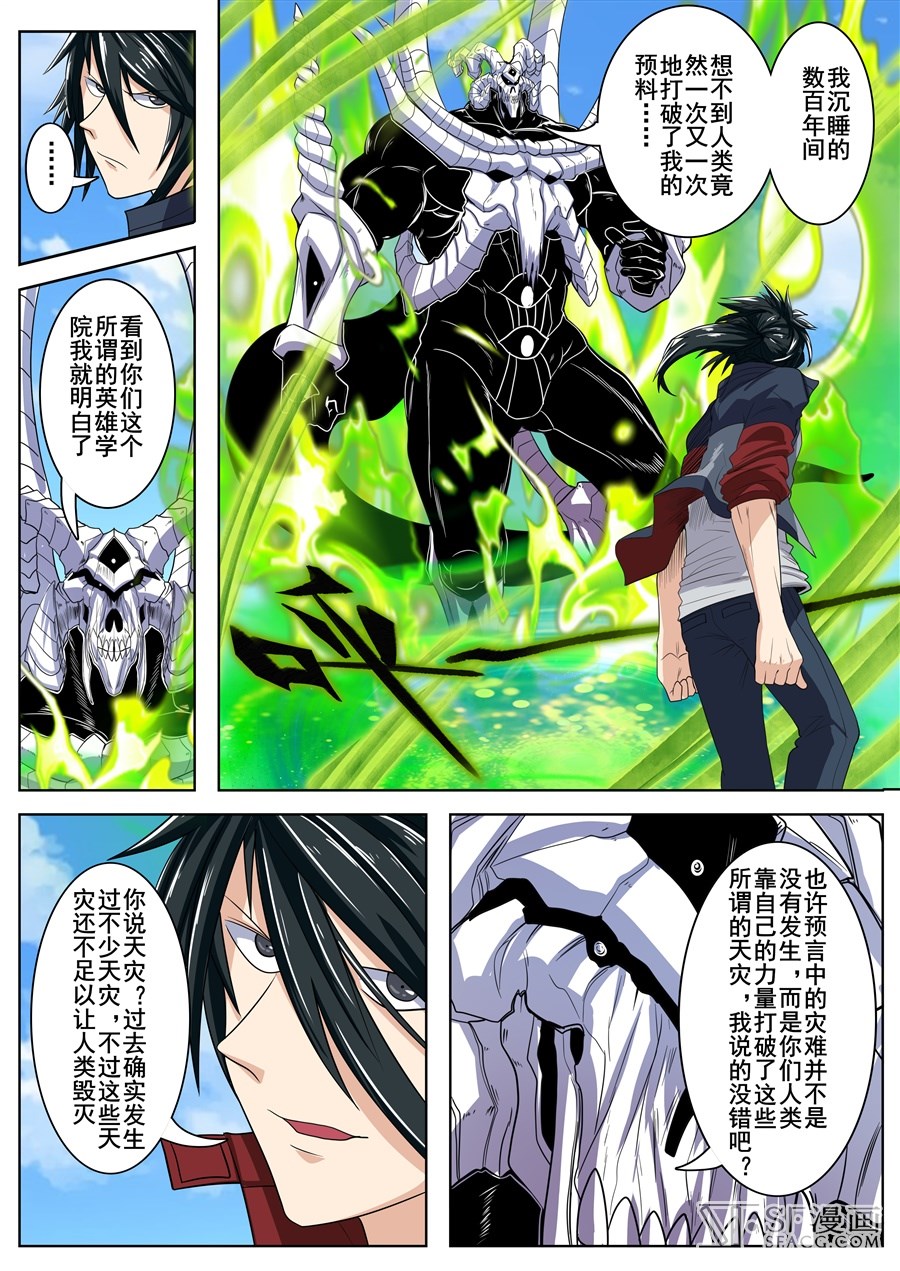 我沉睡的
数百年间
想不到人类竟
然一次又一次
地打破了我的
预料……
呼
……
看到你们这个
所谓的英雄学
院我就明白了
也许预言中的灾难并不是
没有发生，而是你们人类
靠自己的力量打破了这些
所谓的天灾，我说的没错吧？
你说天灾？过去确实发生
过不少天灾，不过这些天
灾还不足以让人类毁灭
SF漫画
SFACG.COM